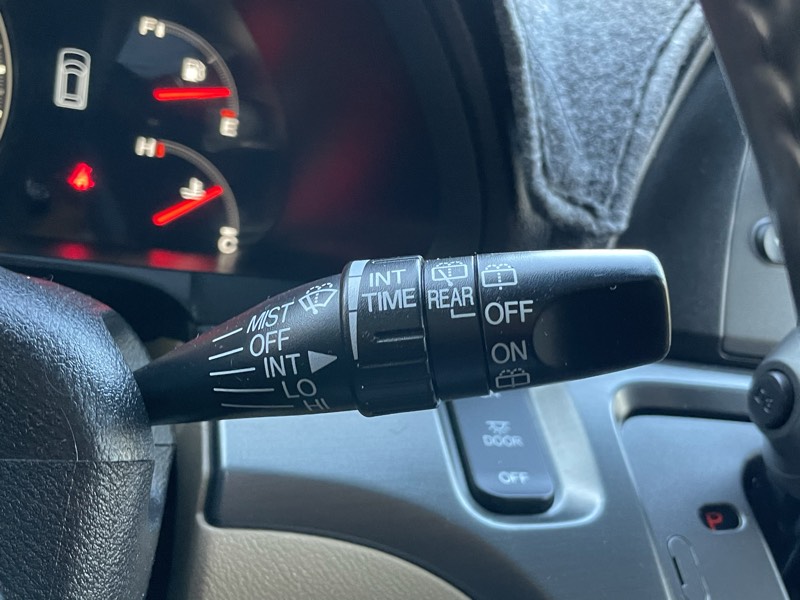 F
E
H
C
MIST
OFF
INT
LO
HI
INT
TIME
REAR
OFF
ON
DOOR
OFF
P